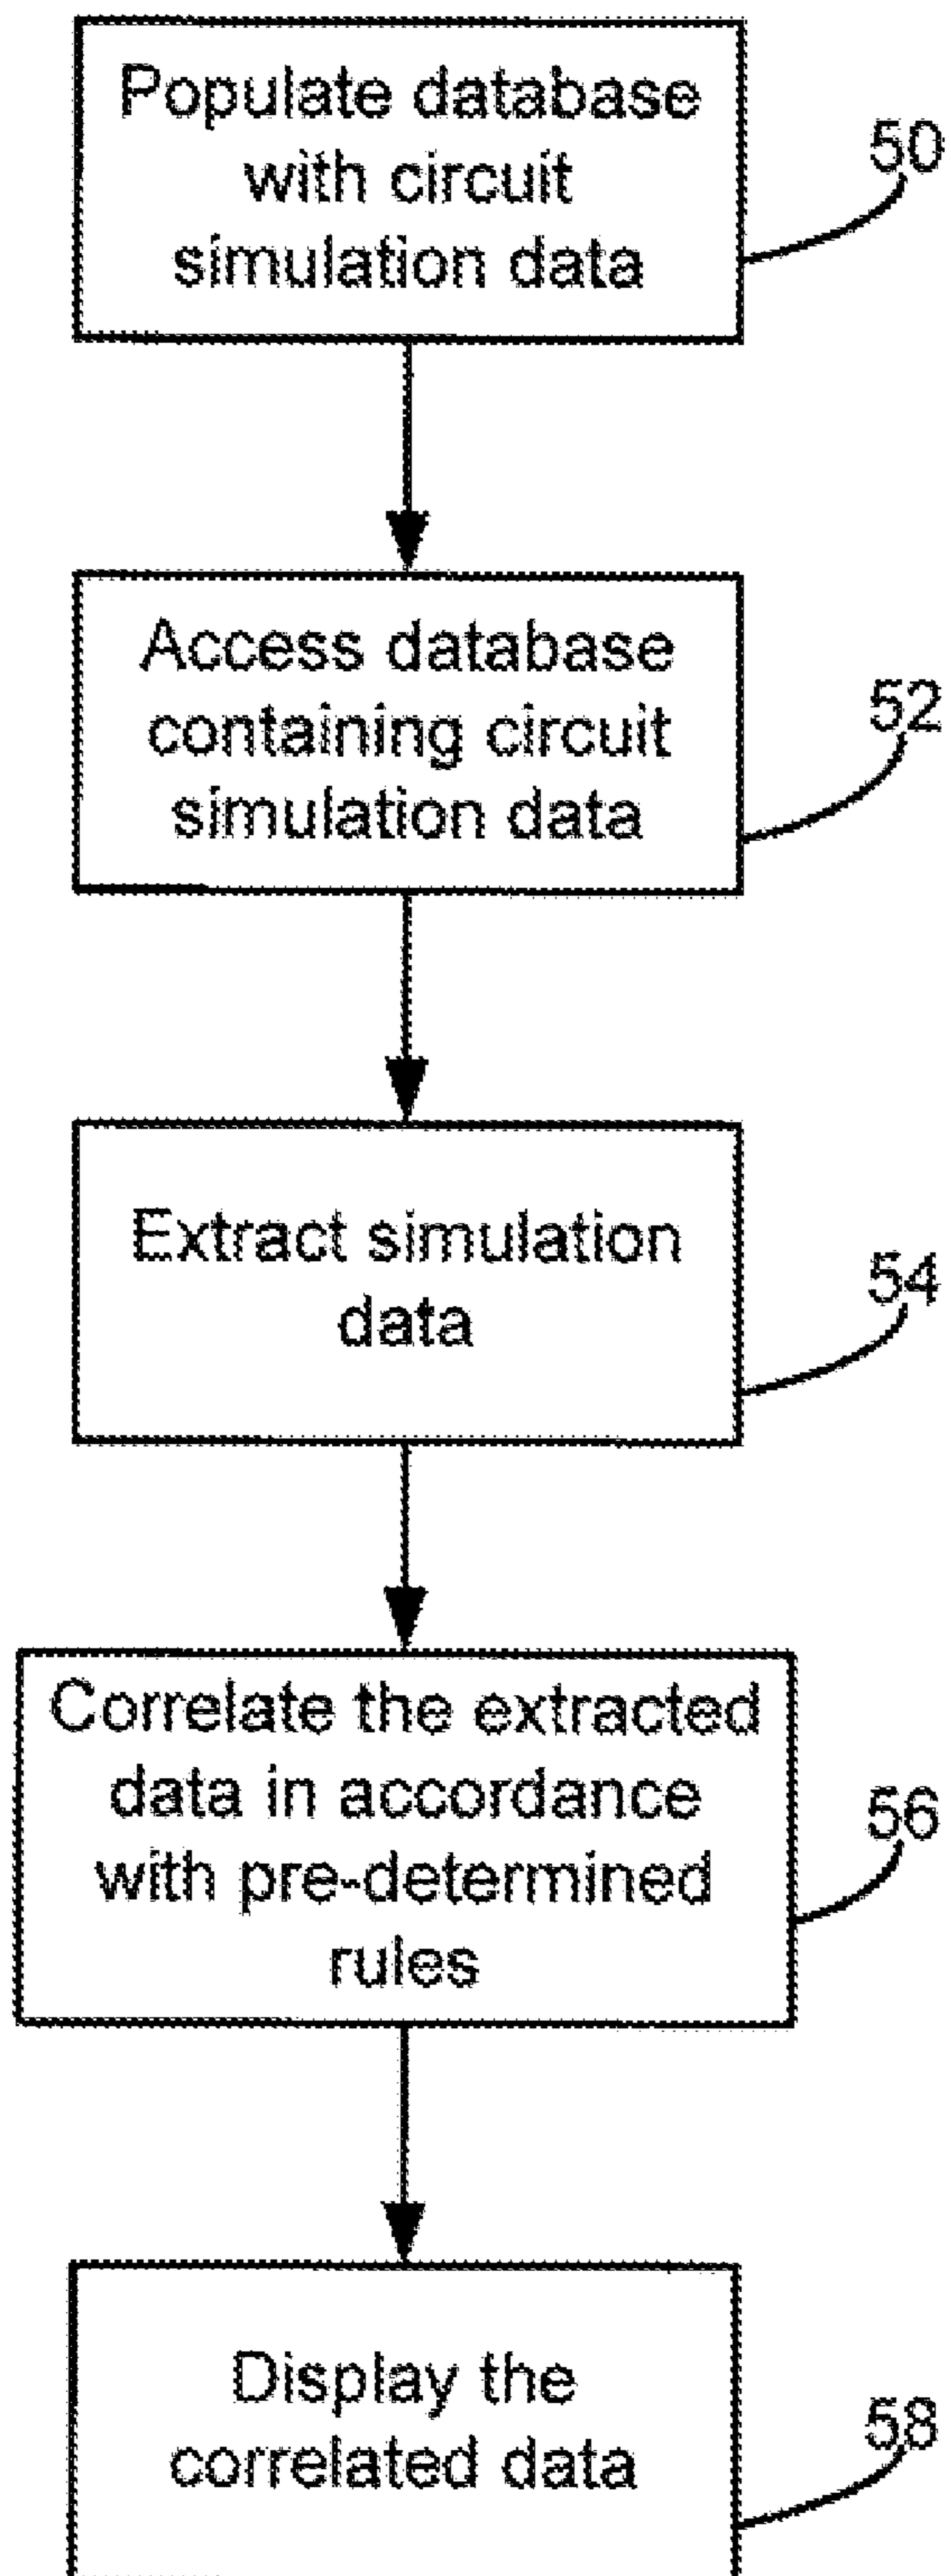 Populate database
with circuit
simulation data
50
Access database
containing circuit
simulation data
52
Extract simulation
data
54
Correlate the extracted
data in accordance
with pre-determined
rules
56
Display the
correlated data
58